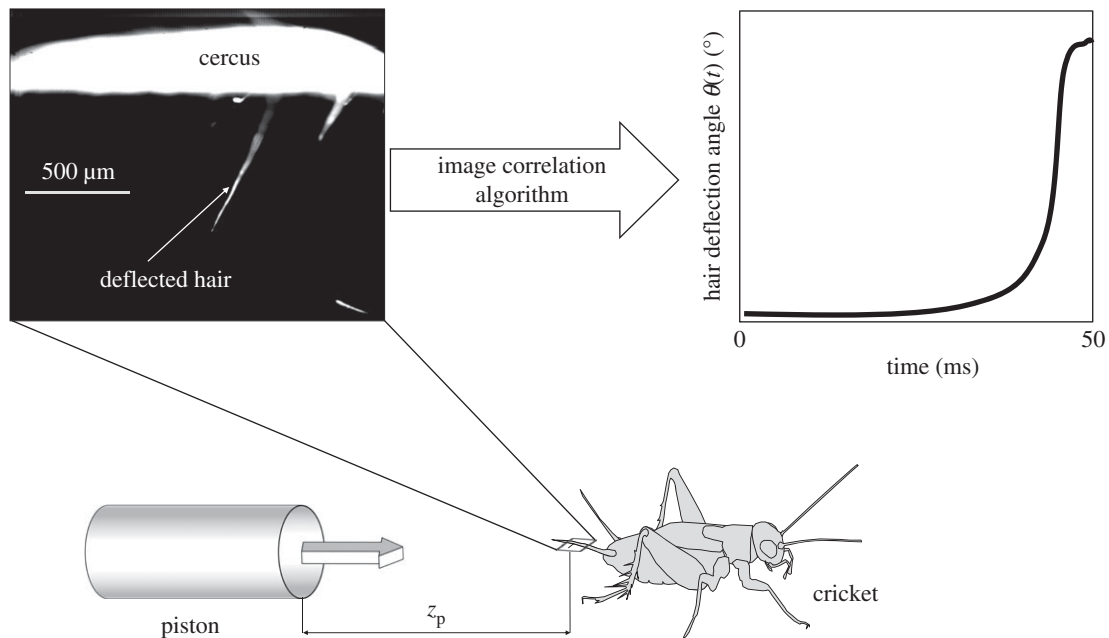 cercus
500 μm
deflected hair
image correlation
algorithm
hair deflection angle θ(t) (°)
0
50
time (ms)
piston
z_p
cricket